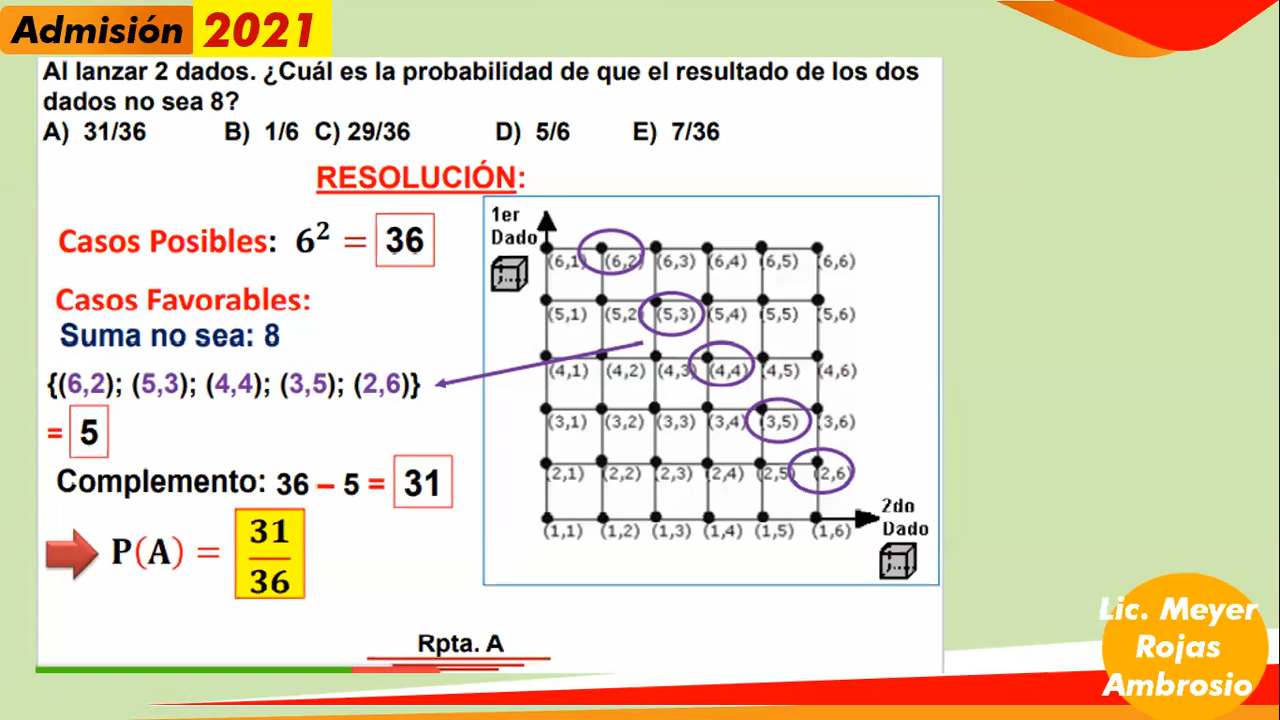 Admisión 2021
Al lanzar 2 dados. ¿Cuál es la probabilidad de que el resultado de los dos
dados no sea 8?
A) 31/36 B) 1/6 C) 29/36 D) 5/6 E) 7/36
RESOLUCIÓN:
Casos Posibles: 6² = 36
Casos Favorables:
Suma no sea: 8
{(6,2); (5,3); (4,4); (3,5); (2,6)}
= 5
Complemento: 36 – 5 = 31
P(A) = 31/36
Rpta. A
1er
Dado
(6,1) (6,2) (6,3) (6,4) (6,5) (6,6)
(5,1) (5,2) (5,3) (5,4) (5,5) (5,6)
(4,1) (4,2) (4,3) (4,4) (4,5) (4,6)
(3,1) (3,2) (3,3) (3,4) (3,5) (3,6)
(2,1) (2,2) (2,3) (2,4) (2,5) (2,6)
(1,1) (1,2) (1,3) (1,4) (1,5) (1,6)
2do
Dado
Lic. Meyer
Rojas
Ambrosio